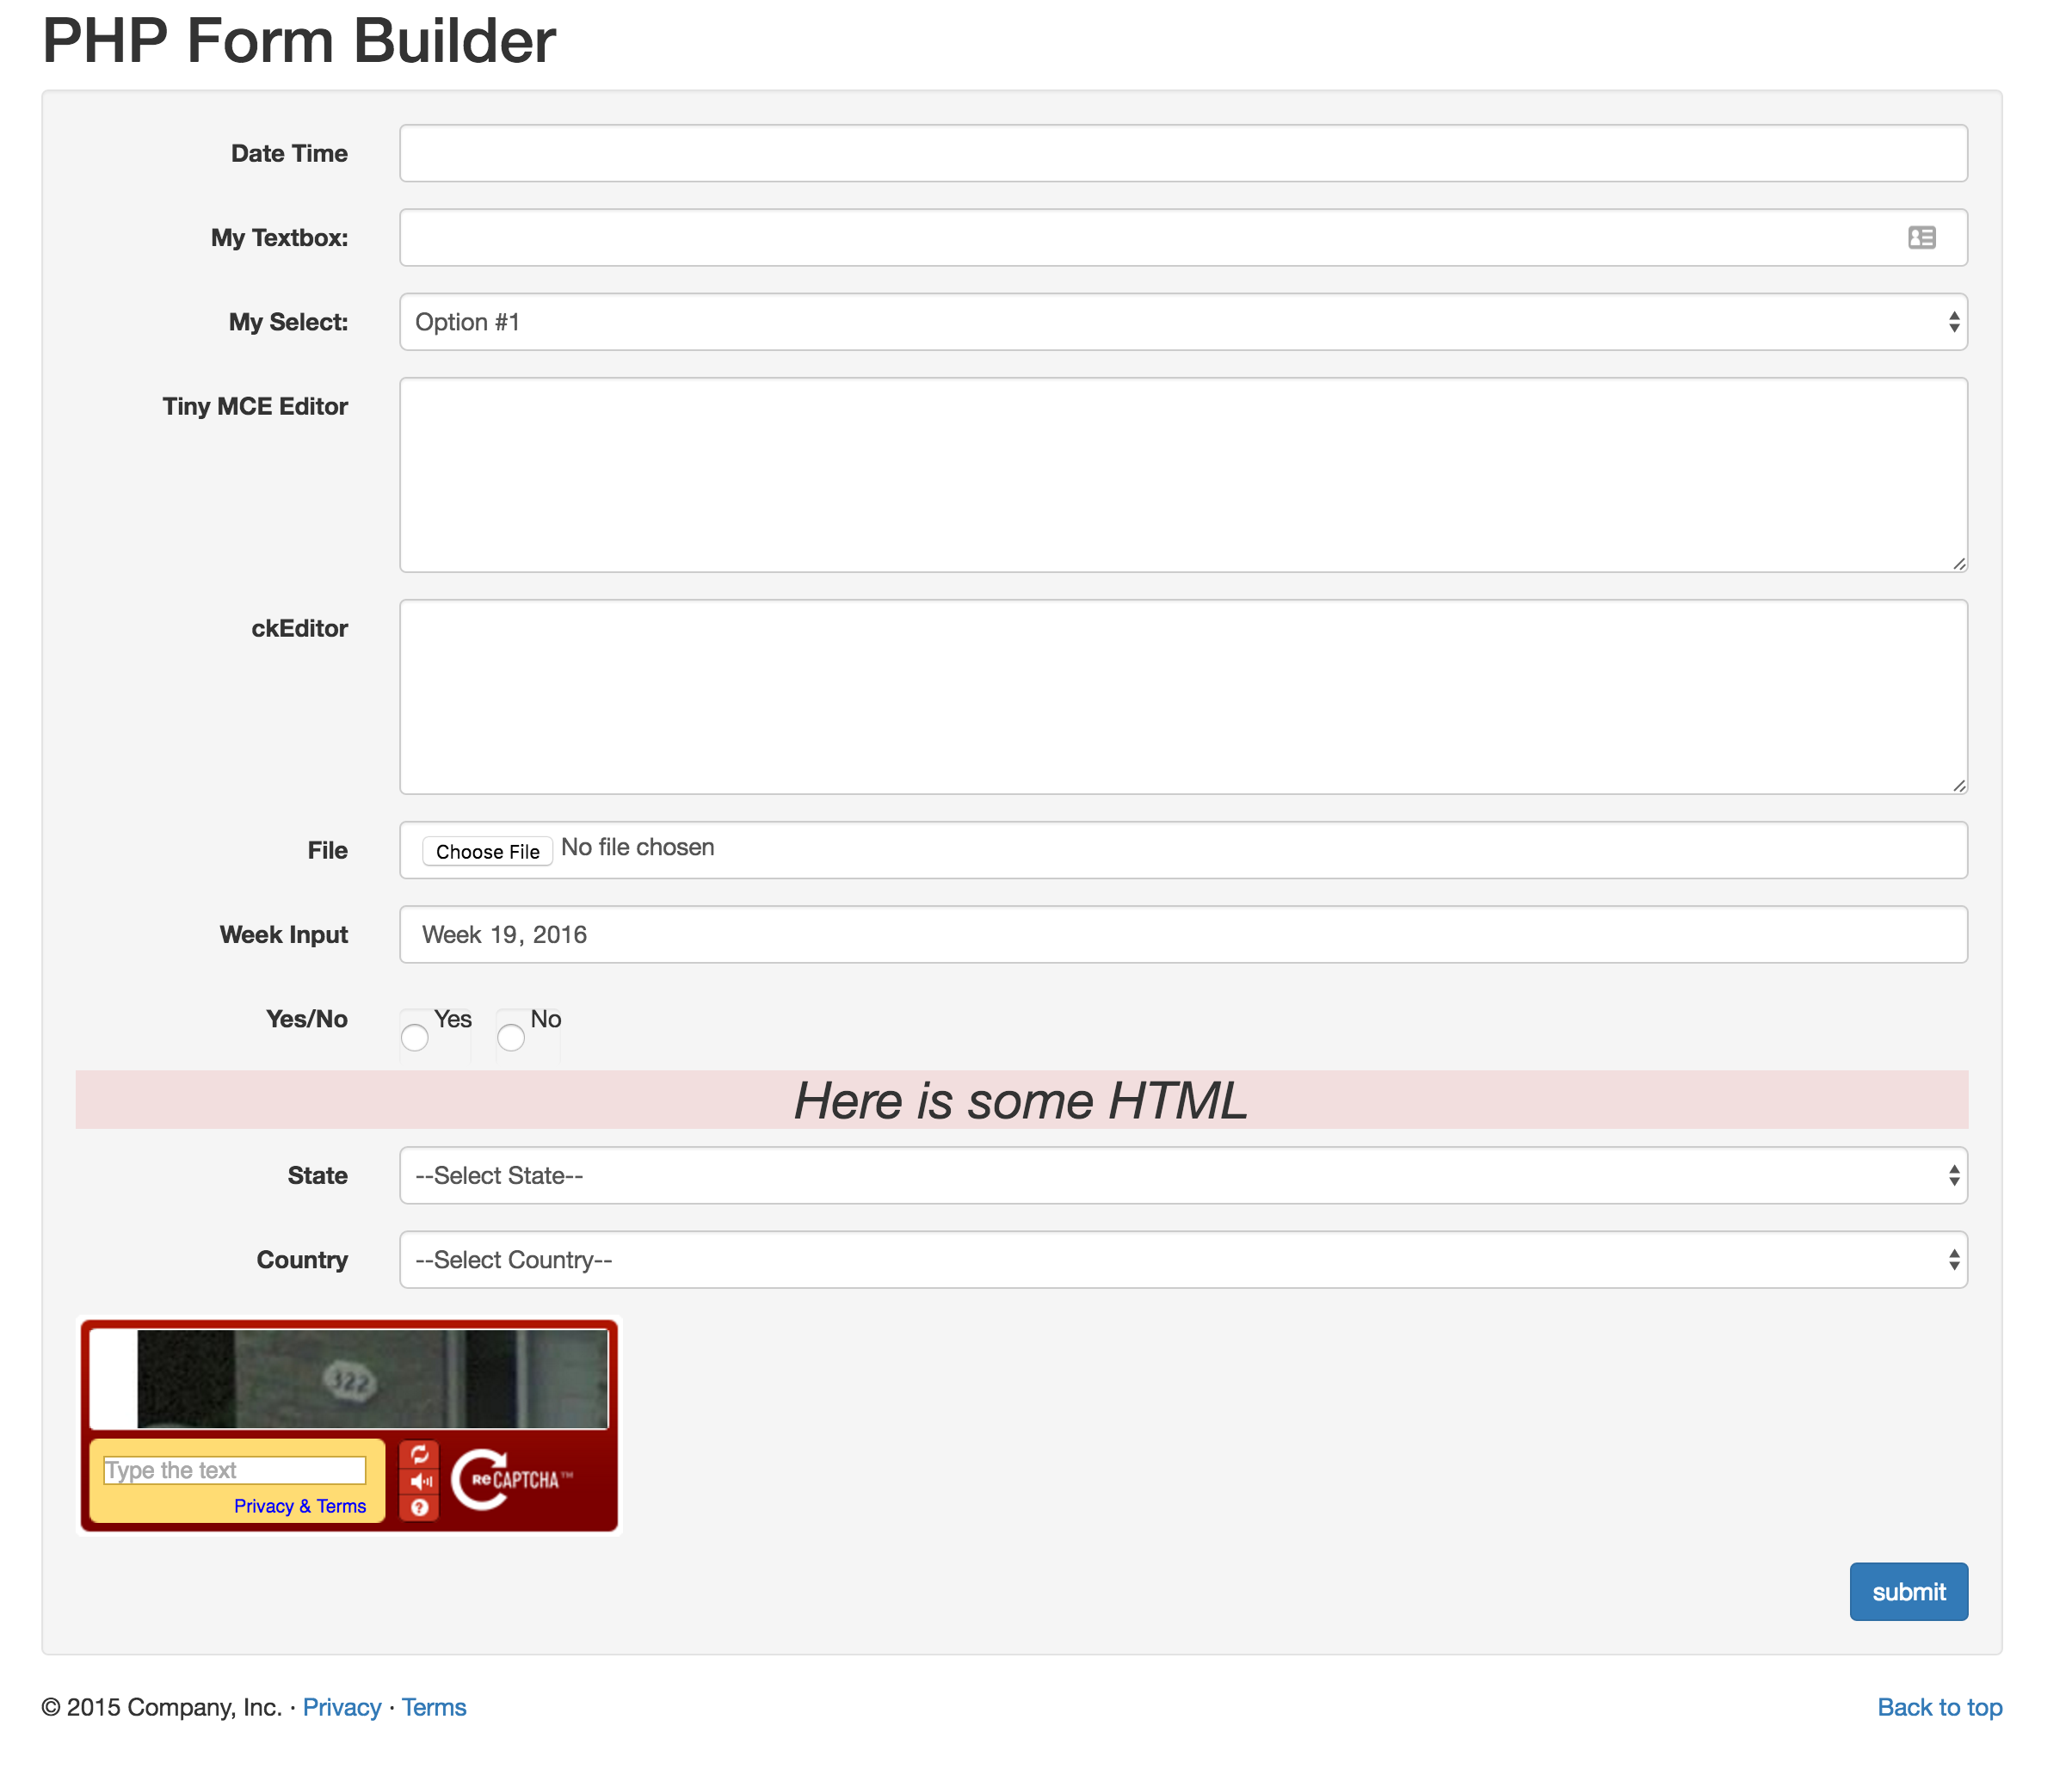 PHP Form Builder
Date Time
My Textbox:
My Select:
Option #1
Tiny MCE Editor
ckEditor
File
Choose File No file chosen
Week Input
Week 19, 2016
Yes/No
Yes No
Here is some HTML
State
--Select State--
Country
--Select Country--
322
Type the text
Privacy & Terms
reCAPTCHA™
submit
© 2015 Company, Inc. · Privacy · Terms
Back to top